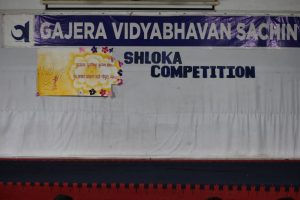 GAJERA VIDYABHAVAN SACHIN
SHLOKA
COMPETITION